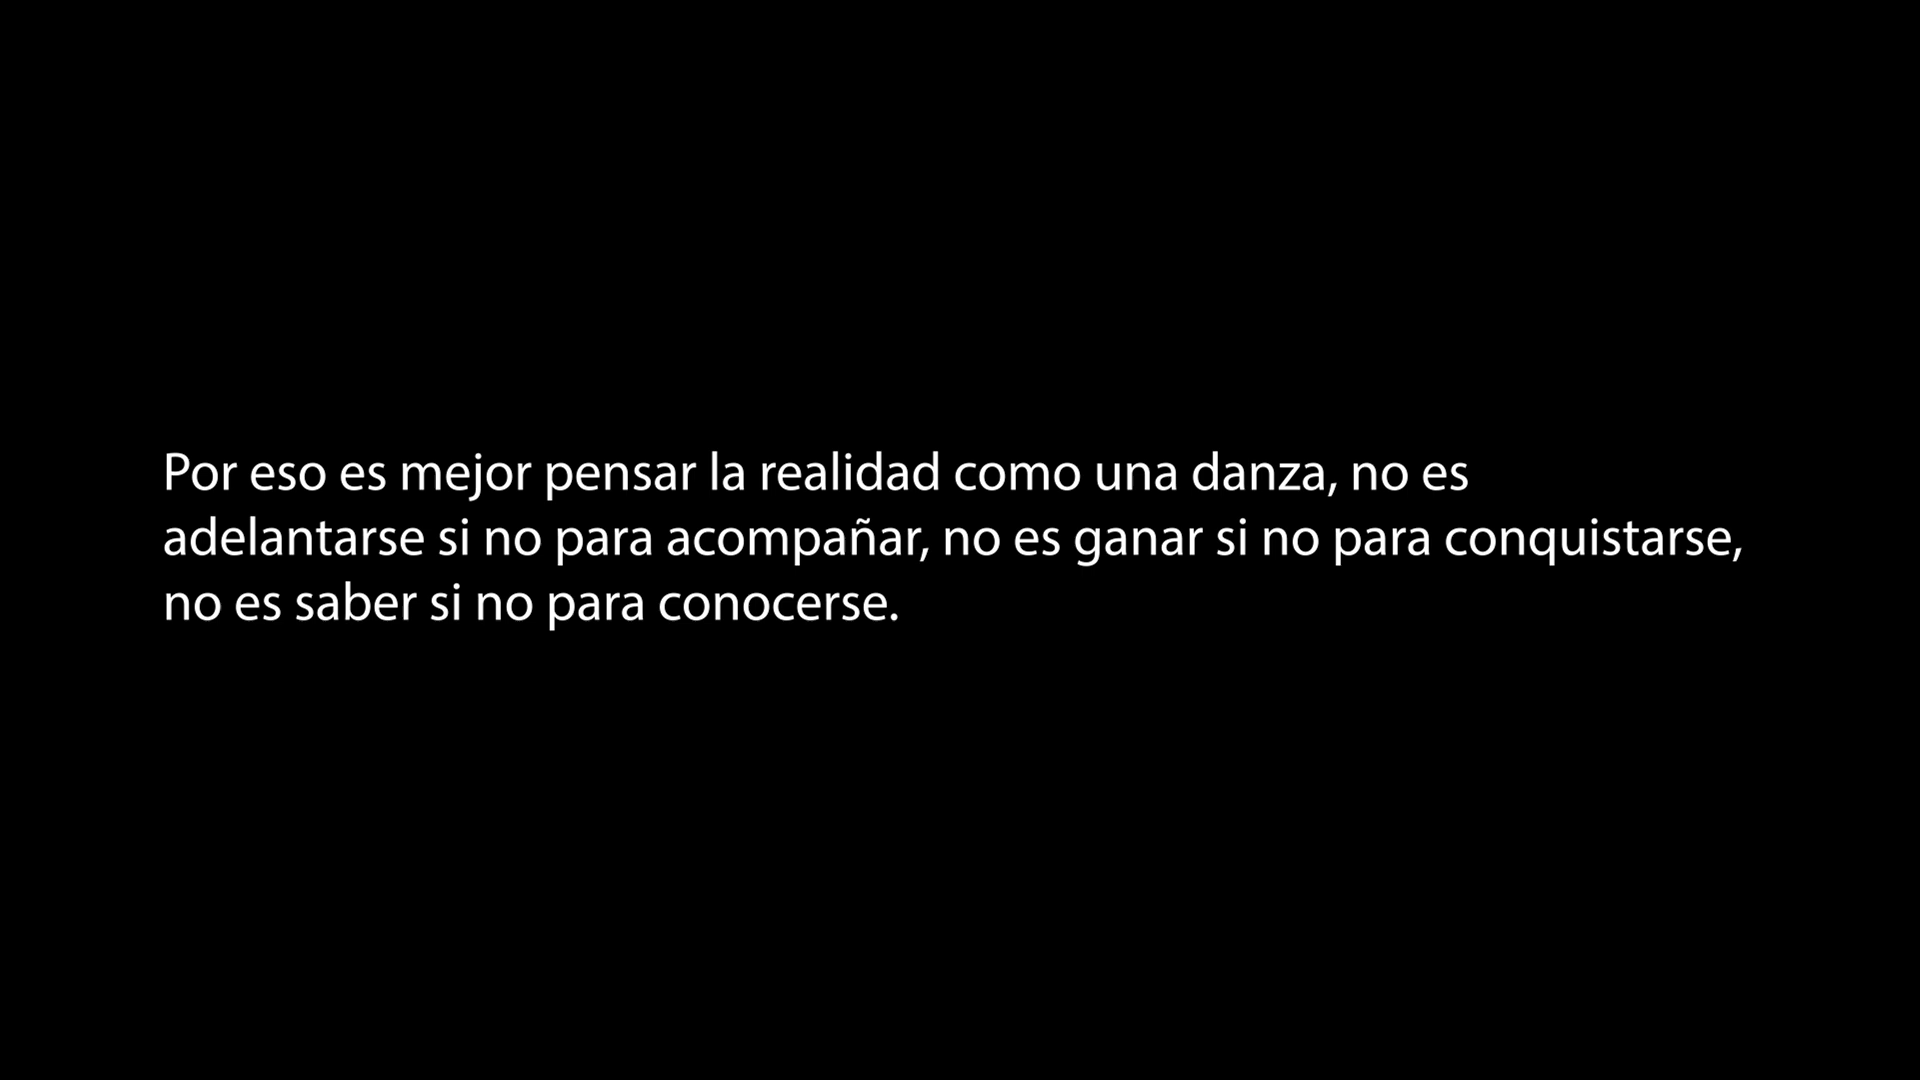 Por eso es mejor pensar la realidad como una danza, no es
adelantarse si no para acompañar, no es ganar si no para conquistarse,
no es saber si no para conocerse.